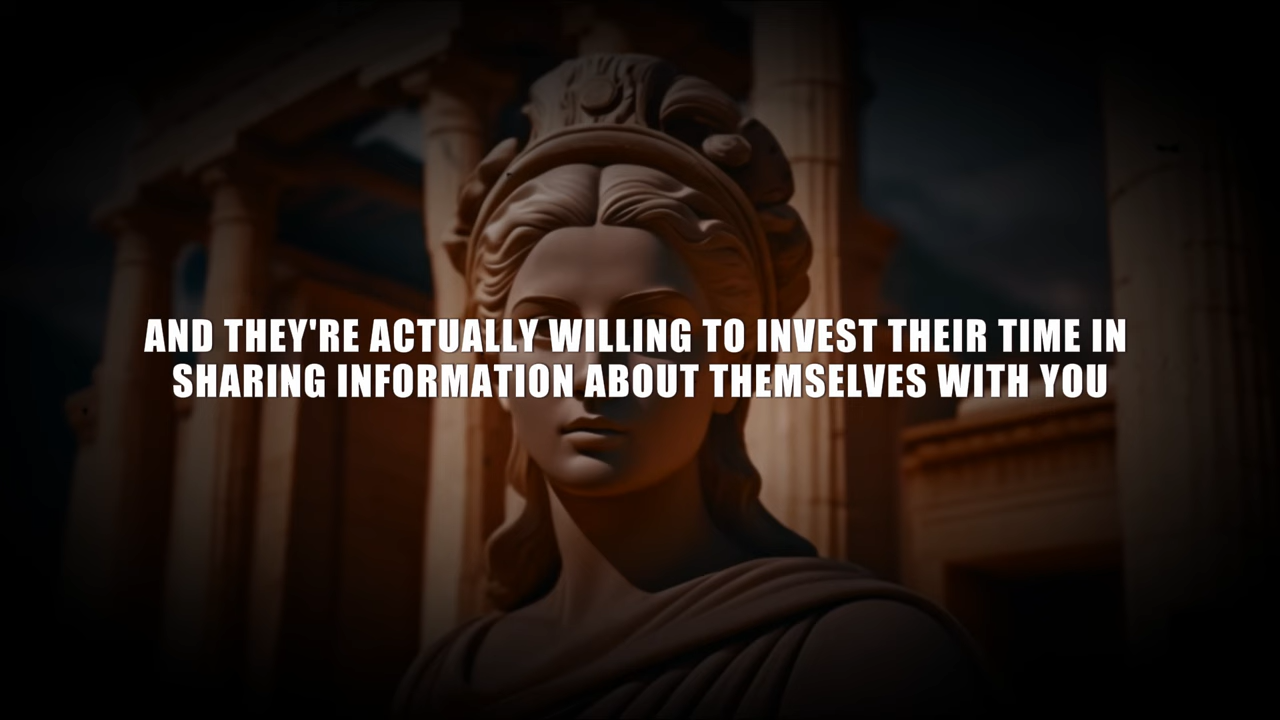 AND THEY'RE ACTUALLY WILLING TO INVEST THEIR TIME IN
SHARING INFORMATION ABOUT THEMSELVES WITH YOU